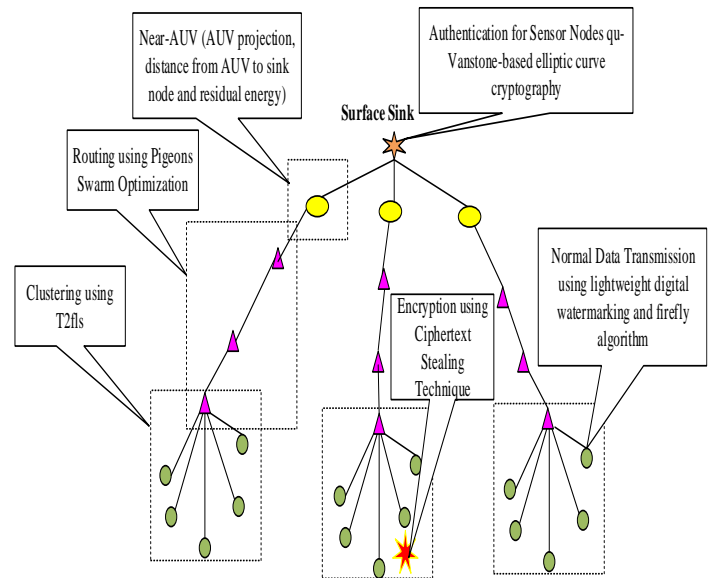 Near-AUV (AUV projection,
distance from AUV to sink
node and residual energy)
Authentication for Sensor Nodes qu-
Vanstone-based elliptic curve
cryptography
Surface Sink
Routing using Pigeons
Swarm Optimization
Clustering using
T2fls
Encryption using
Ciphertext
Stealing
Technique
Normal Data Transmission
using lightweight digital
watermarking and firefly
algorithm